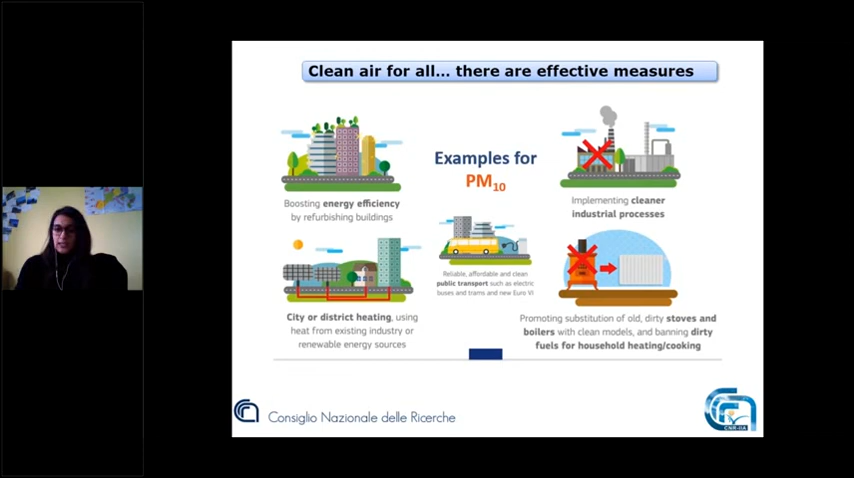 Clean air for all... there are effective measures
Examples for
PM10
Boosting energy efficiency
by refurbishing buildings
Implementing cleaner
industrial processes
Reliable, affordable and clean
public transport such as electric
buses and trams and new Euro VI
City or district heating, using
heat from existing industry or
renewable energy sources
Promoting substitution of old, dirty stoves and
boilers with clean models, and banning dirty
fuels for household heating/cooking
Consiglio Nazionale delle Ricerche
CNR-IIA